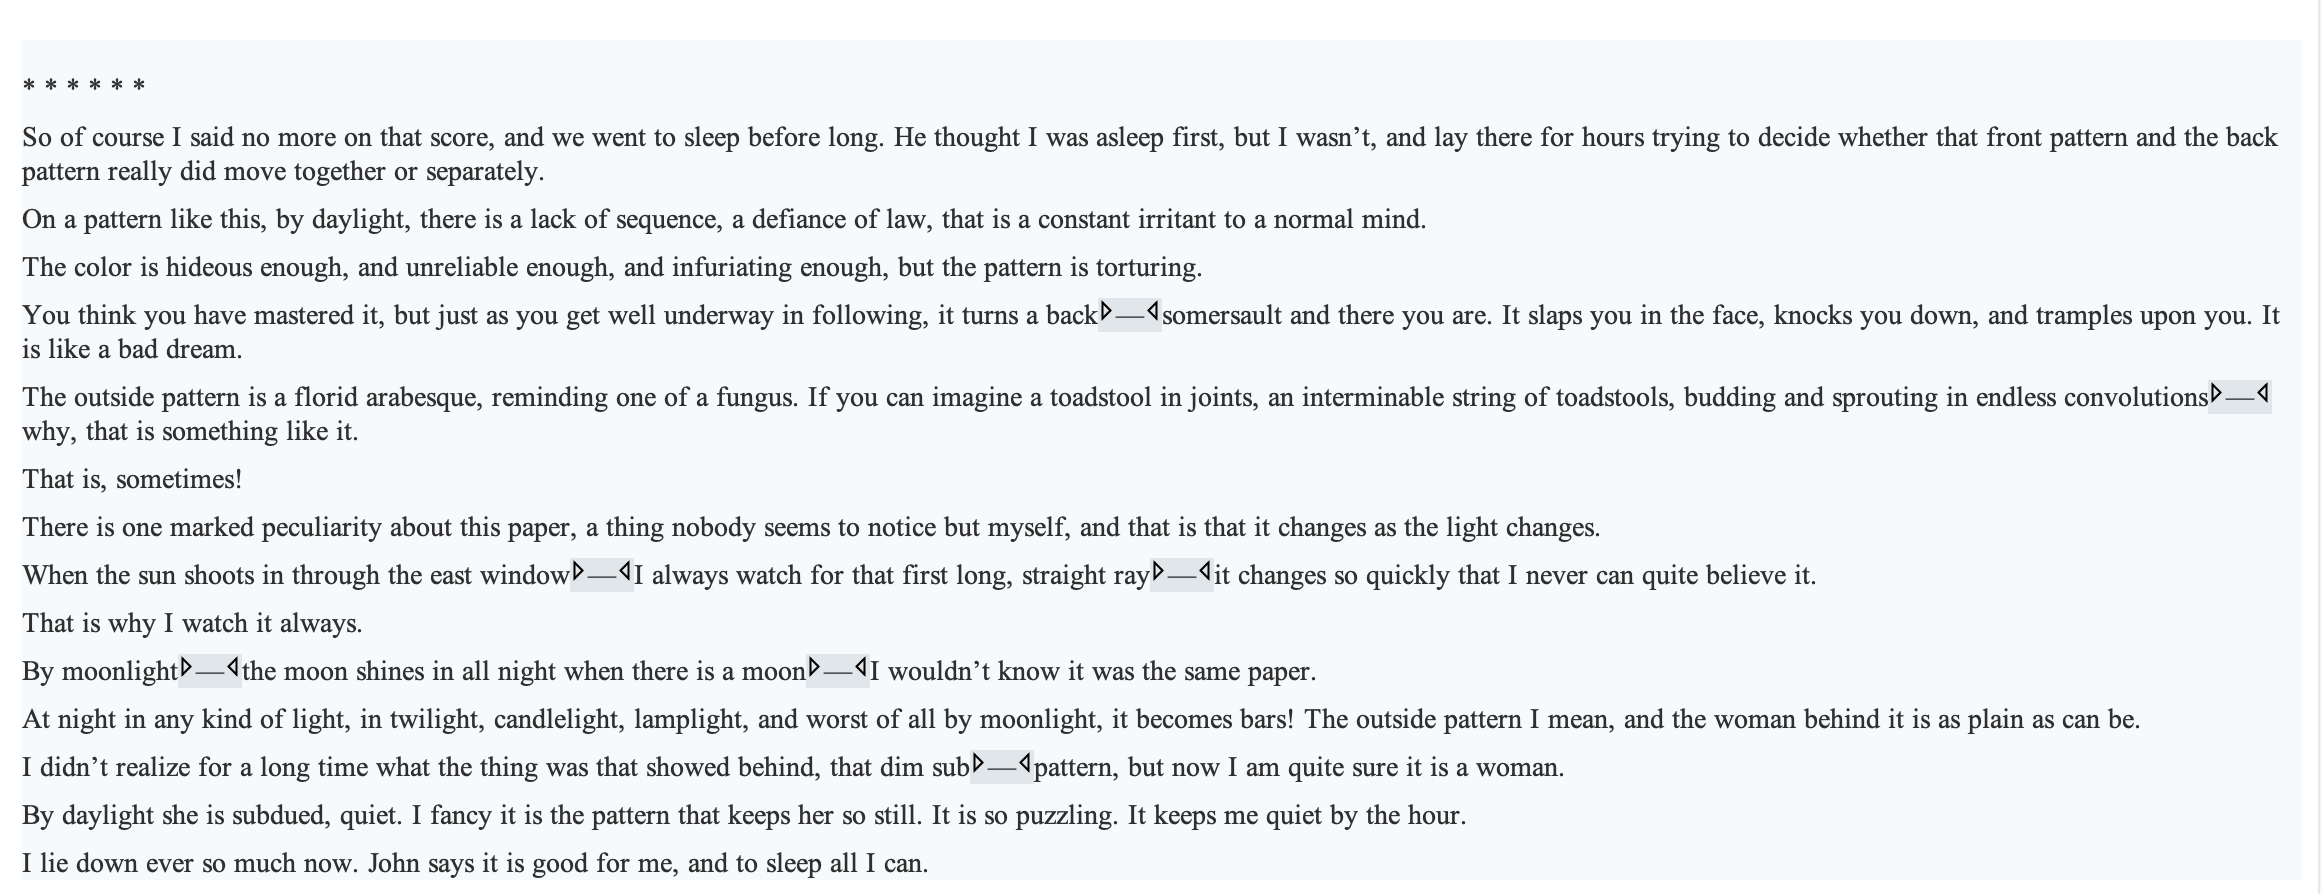 * * * * * *
So of course I said no more on that score, and we went to sleep before long. He thought I was asleep first, but I wasn’t, and lay there for hours trying to decide whether that front pattern and the back
pattern really did move together or separately.
On a pattern like this, by daylight, there is a lack of sequence, a defiance of law, that is a constant irritant to a normal mind.
The color is hideous enough, and unreliable enough, and infuriating enough, but the pattern is torturing.
You think you have mastered it, but just as you get well underway in following, it turns a back—somersault and there you are. It slaps you in the face, knocks you down, and tramples upon you. It
is like a bad dream.
The outside pattern is a florid arabesque, reminding one of a fungus. If you can imagine a toadstool in joints, an interminable string of toadstools, budding and sprouting in endless convolutions—
why, that is something like it.
That is, sometimes!
There is one marked peculiarity about this paper, a thing nobody seems to notice but myself, and that is that it changes as the light changes.
When the sun shoots in through the east window—I always watch for that first long, straight ray—it changes so quickly that I never can quite believe it.
That is why I watch it always.
By moonlight—the moon shines in all night when there is a moon—I wouldn’t know it was the same paper.
At night in any kind of light, in twilight, candlelight, lamplight, and worst of all by moonlight, it becomes bars! The outside pattern I mean, and the woman behind it is as plain as can be.
I didn’t realize for a long time what the thing was that showed behind, that dim sub—pattern, but now I am quite sure it is a woman.
By daylight she is subdued, quiet. I fancy it is the pattern that keeps her so still. It is so puzzling. It keeps me quiet by the hour.
I lie down ever so much now. John says it is good for me, and to sleep all I can.